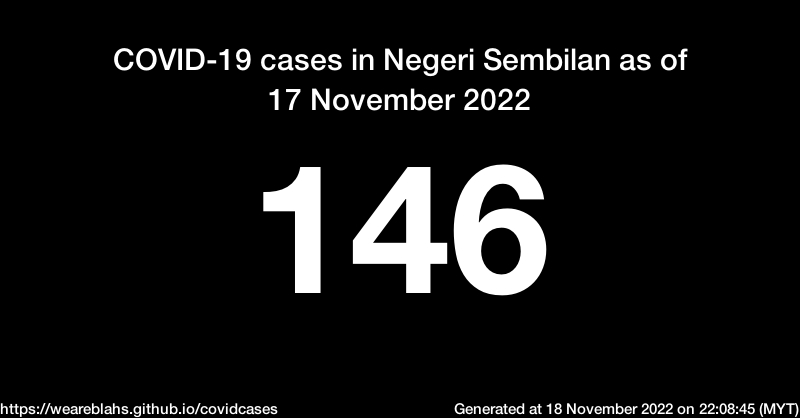 COVID-19 cases in Negeri Sembilan as of
17 November 2022
146
https://weareblahs.github.io/covidcases
Generated at 18 November 2022 on 22:08:45 (MYT)